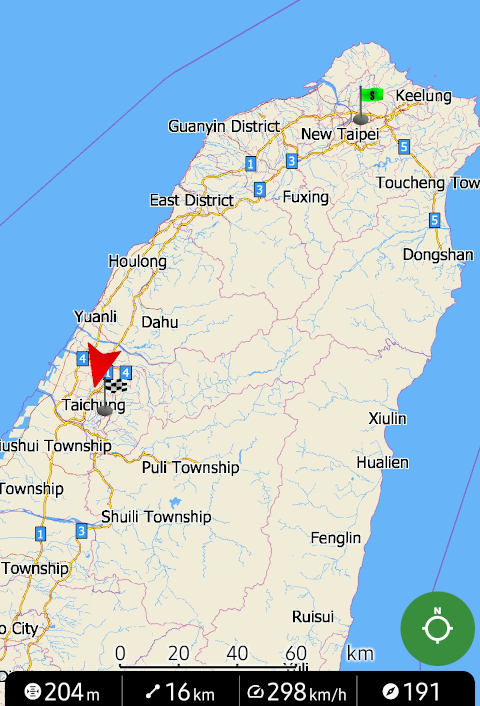 $
Keelung
Guanyin District
New Taipei
5
1
3
3
Toucheng Tow
East District
Fuxing
5
Dongshan
Houlong
Yuanli
Dahu
4
1
4
Taichung
Xiulin
iushui Township
Puli Township
Hualien
Township
Shuili Township
1
3
Fenglin
Township
Ruisui
o City
N
0 20 40 60 km
Yuli
204 m
16 km
298 km/h
191